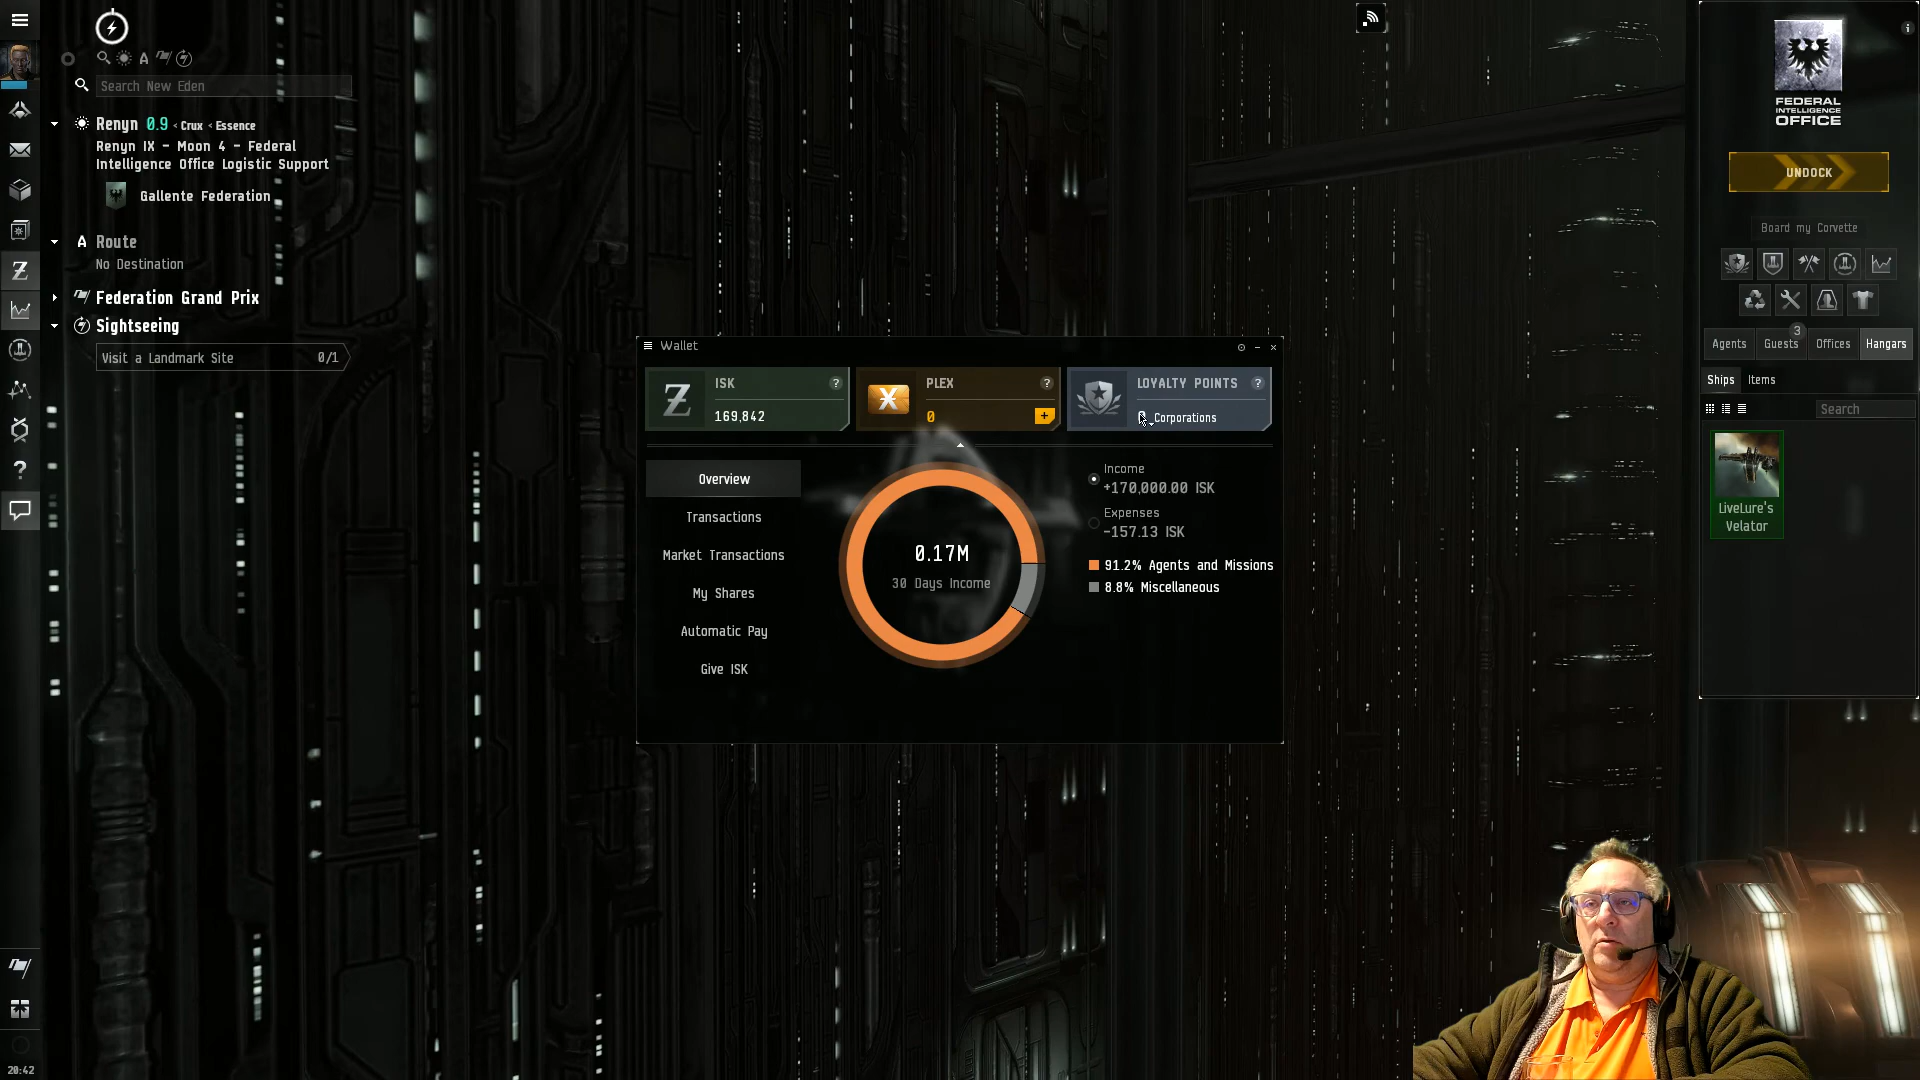 Search New Eden
Renyn 0.9 < Crux < Essence
Renyn IX - Moon 4 - Federal
Intelligence Office Logistic Support
Gallente Federation
A Route
No Destination
Federation Grand Prix
Sightseeing
Visit a Landmark Site 0/1
Wallet
ISK ?
169,842
PLEX ?
0 +
LOYALTY POINTS ?
Corporations
Overview
Transactions
Market Transactions
My Shares
Automatic Pay
Give ISK
0.17M
30 Days Income
Income
+170,000.00 ISK
Expenses
-157.13 ISK
91.2% Agents and Missions
8.8% Miscellaneous
FEDERAL
INTELLIGENCE
OFFICE
UNDOCK
Board my Corvette
3
Agents Guests Offices Hangars
Ships Items
Search
LiveLure's
Velator
20:42